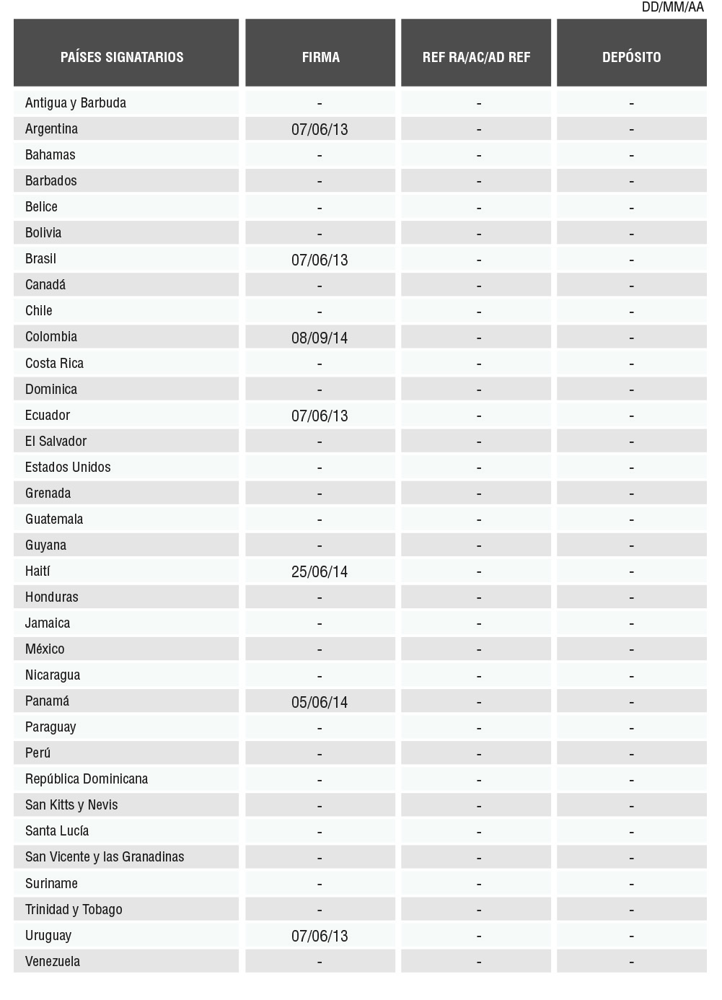 DD/MM/AA
PAÍSES SIGNATARIOS FIRMA REF RA/AC/AD REF DEPÓSITO
Antigua y Barbuda - - -
Argentina 07/06/13 - -
Bahamas - - -
Barbados - - -
Belice - - -
Bolivia - - -
Brasil 07/06/13 - -
Canadá - - -
Chile - - -
Colombia 08/09/14 - -
Costa Rica - - -
Dominica - - -
Ecuador 07/06/13 - -
El Salvador - - -
Estados Unidos - - -
Grenada - - -
Guatemala - - -
Guyana - - -
Haití 25/06/14 - -
Honduras - - -
Jamaica - - -
México - - -
Nicaragua - - -
Panamá 05/06/14 - -
Paraguay - - -
Perú - - -
República Dominicana - - -
San Kitts y Nevis - - -
Santa Lucía - - -
San Vicente y las Granadinas - - -
Suriname - - -
Trinidad y Tobago - - -
Uruguay 07/06/13 - -
Venezuela - - -